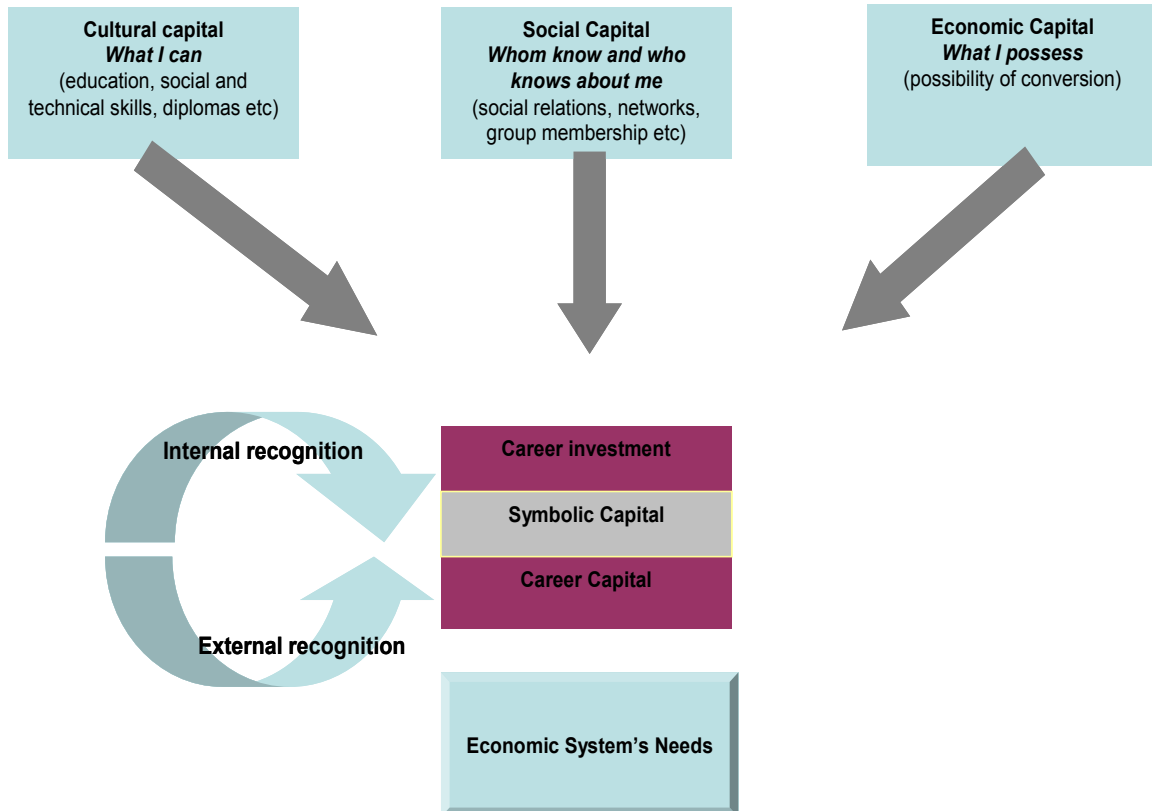 Cultural capital
What I can
(education, social and
technical skills, diplomas etc)
Social Capital
Whom know and who
knows about me
(social relations, networks,
group membership etc)
Economic Capital
What I possess
(possibility of conversion)
Internal recognition
Career investment
Symbolic Capital
Career Capital
External recognition
Economic System’s Needs